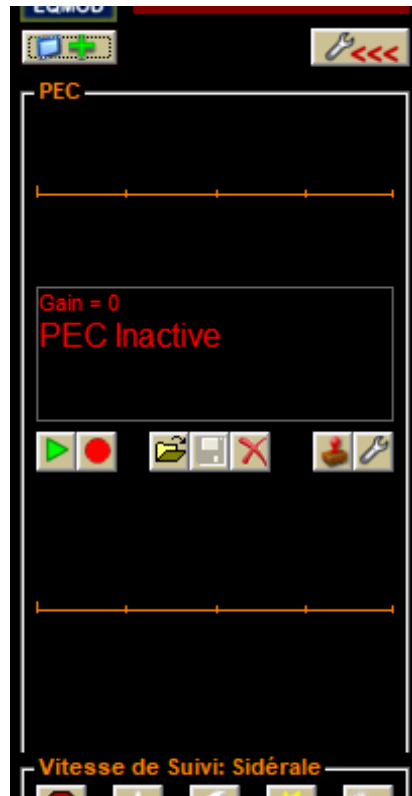 EQMOD
<<<
PEC
Gain = 0
PEC Inactive
Vitesse de Suivi: Sidérale